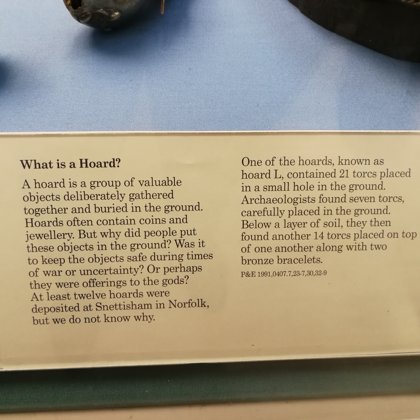 What is a Hoard?
A hoard is a group of valuable
objects deliberately gathered
together and buried in the ground.
Hoards often contain coins and
jewellery. But why did people put
these objects in the ground? Was it
to keep the objects safe during times
of war or uncertainty? Or perhaps
they were offerings to the gods?
At least twelve hoards were
deposited at Snettisham in Norfolk,
but we do not know why.
One of the hoards, known as
hoard L, contained 21 torcs placed
in a small hole in the ground.
Archaeologists found seven torcs,
carefully placed in the ground.
Below a layer of soil, they then
found another 14 torcs placed on top
of one another along with two
bronze bracelets.
P&E 1991,0407.7,23-7,30,32-9